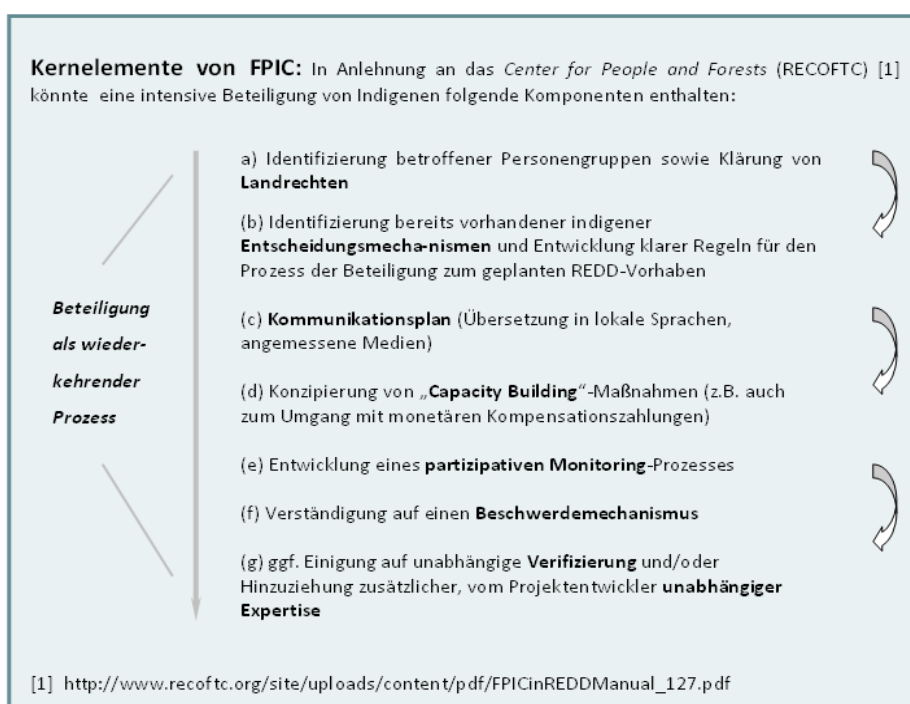 Kernelemente von FPIC: In Anlehnung an das Center for People and Forests (RECOFTC) [1]
könnte eine intensive Beteiligung von Indigenen folgende Komponenten enthalten:
a) Identifizierung betroffener Personengruppen sowie Klärung von
Landrechten
(b) Identifizierung bereits vorhandener indigener
Entscheidungsmecha-nismen und Entwicklung klarer Regeln für den
Prozess der Beteiligung zum geplanten REDD-Vorhaben
Beteiligung
als wieder-
kehrender
Prozess
(c) Kommunikationsplan (Übersetzung in lokale Sprachen,
angemessene Medien)
(d) Konzipierung von „Capacity Building“-Maßnahmen (z.B. auch
zum Umgang mit monetären Kompensationszahlungen)
(e) Entwicklung eines partizipativen Monitoring-Prozesses
(f) Verständigung auf einen Beschwerdemechanismus
(g) ggf. Einigung auf unabhängige Verifizierung und/oder
Hinzuziehung zusätzlicher, vom Projektentwickler unabhängiger
Expertise
[1] http://www.recoftc.org/site/uploads/content/pdf/FPICinREDDManual_127.pdf